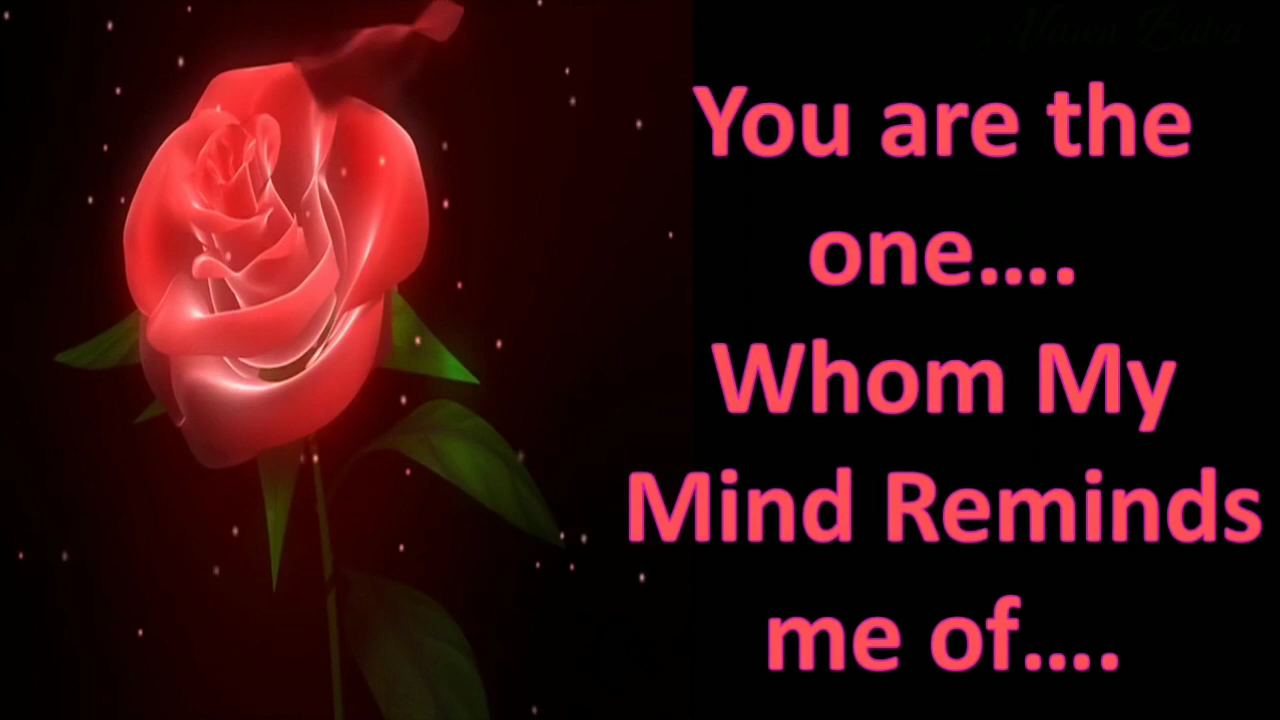 You are the
one....
Whom My
Mind Reminds
me of....